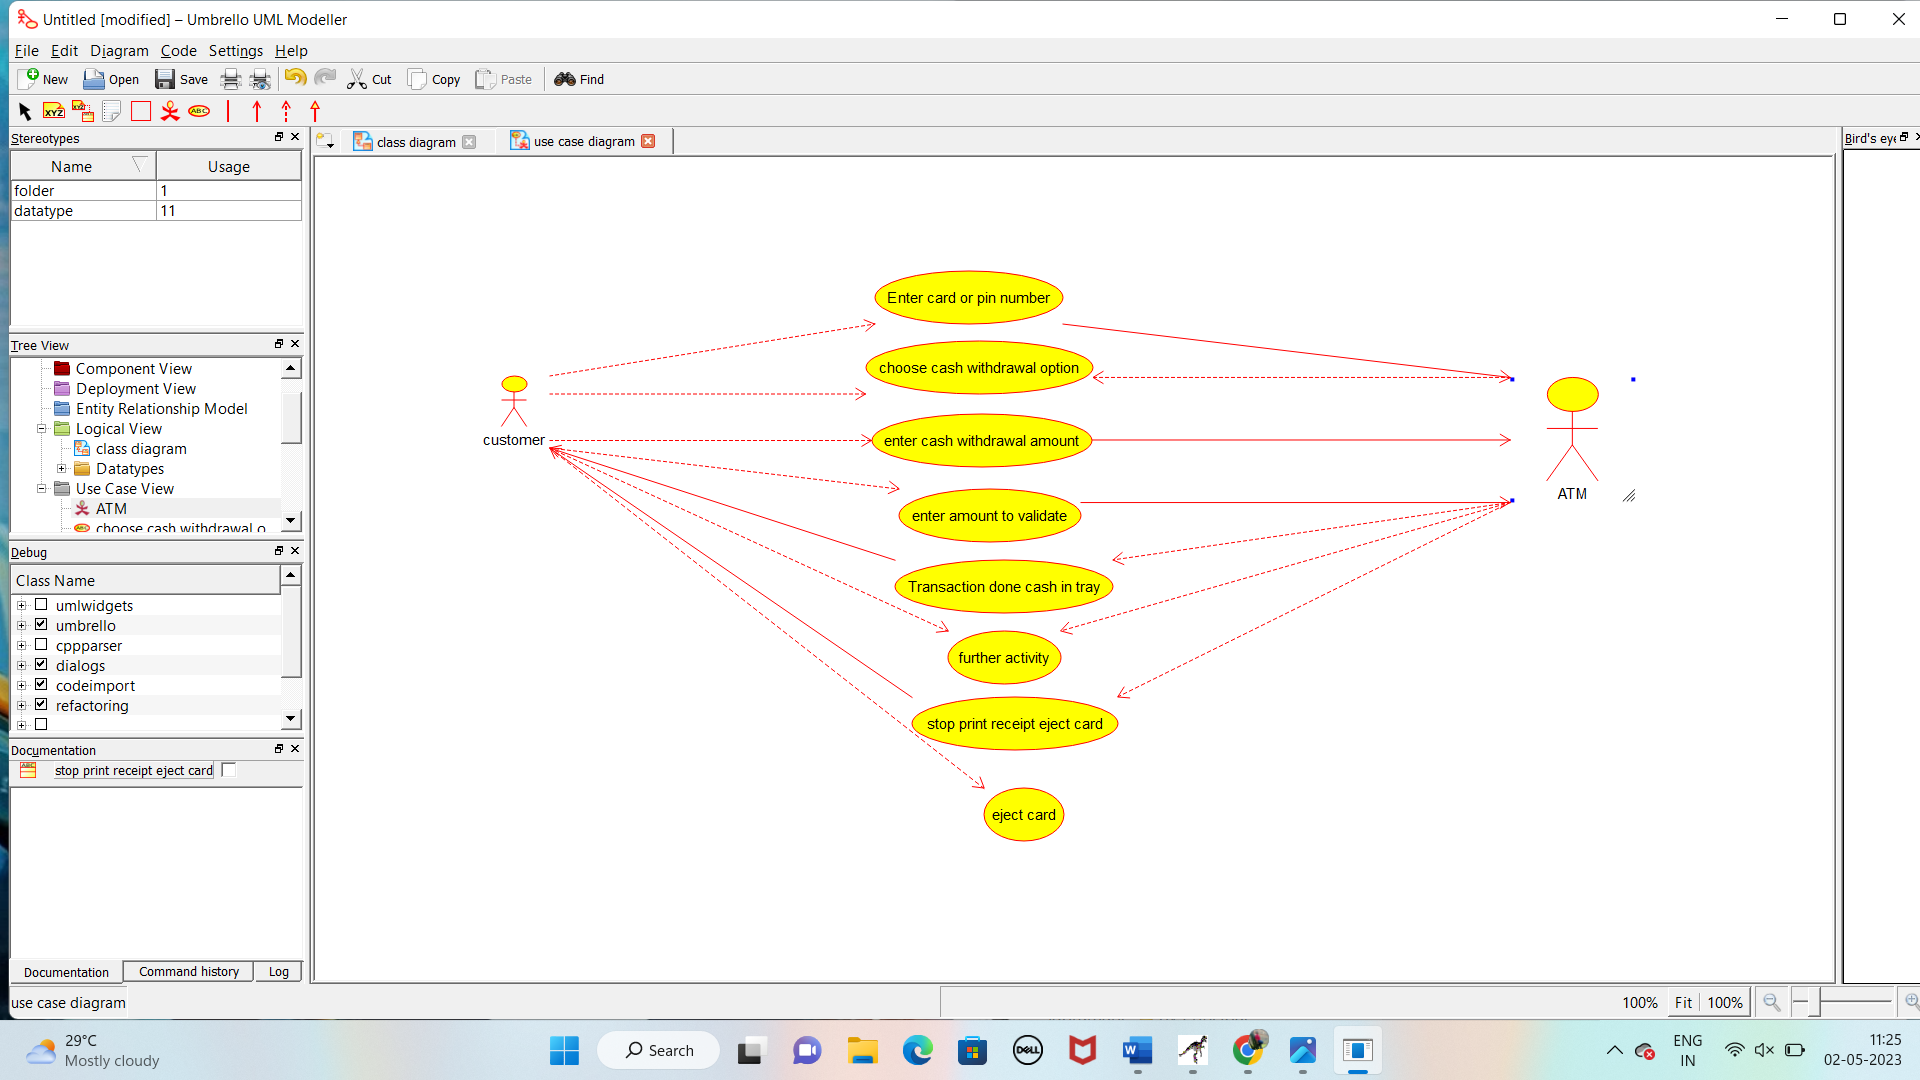 Untitled [modified] – Umbrello UML Modeller
File Edit Diagram Code Settings Help
New Open Save Cut Copy Paste Find
XYZ XYZ ABC
Stereotypes
Name Usage
folder 1
datatype 11
Tree View
Component View
Deployment View
Entity Relationship Model
Logical View
class diagram
Datatypes
Use Case View
ATM
choose cash withdrawal o
Debug
Class Name
umlwidgets
umbrello
cppparser
dialogs
codeimport
refactoring
Documentation
stop print receipt eject card
Documentation Command history Log
class diagram use case diagram
Bird's eye
Enter card or pin number
choose cash withdrawal option
customer
enter cash withdrawal amount
ATM
enter amount to validate
Transaction done cash in tray
further activity
stop print receipt eject card
eject card
use case diagram
100% Fit 100%
29°C
Mostly cloudy
Search
DELL
W
ENG
IN
11:25
02-05-2023